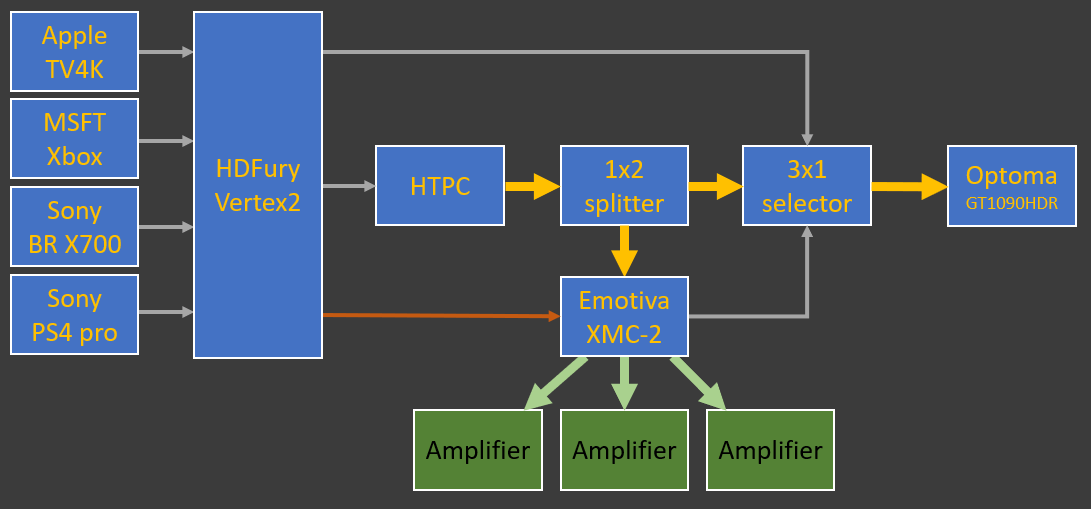 Apple
TV4K
MSFT
Xbox
Sony
BR X700
Sony
PS4 pro
HDFury
Vertex2
HTPC
1x2
splitter
3x1
selector
Optoma
GT1090HDR
Emotiva
XMC-2
Amplifier
Amplifier
Amplifier